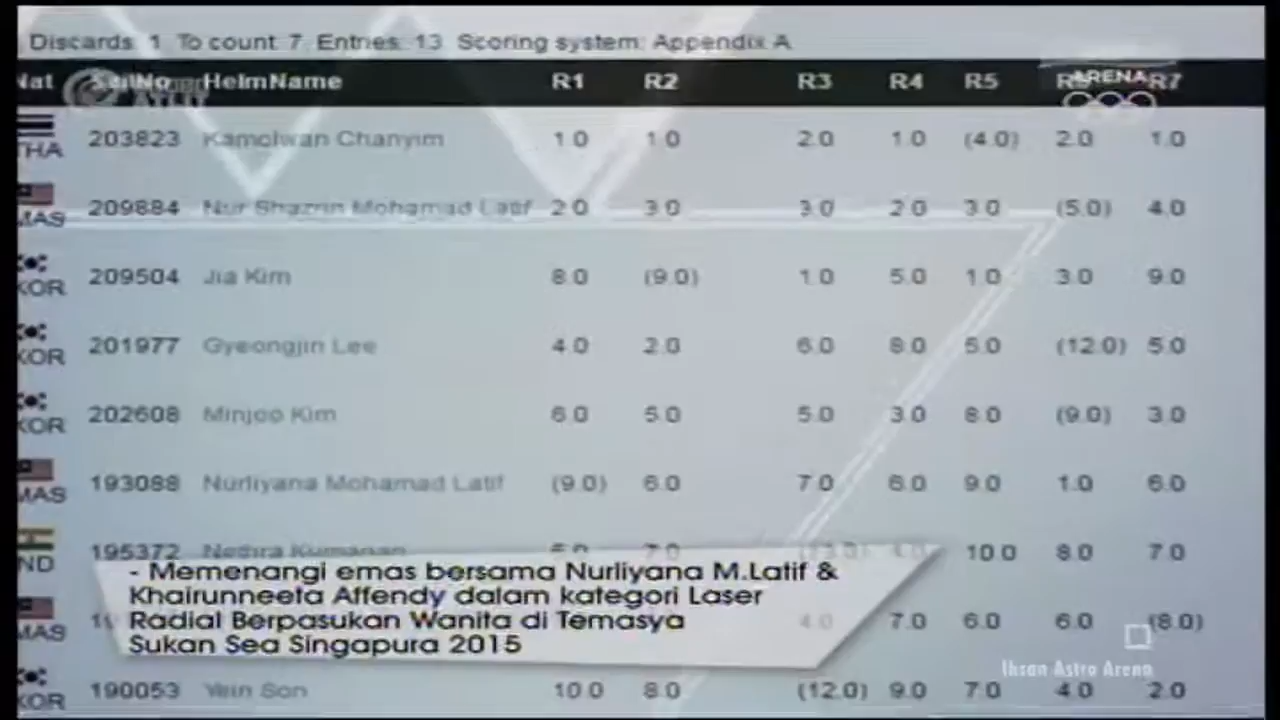 Discards: 1 To count: 7 Entries: 13 Scoring system: Appendix A
Nat SailNo HelmName R1 R2 R3 R4 R5 R7
ARENA
THA 203823 Kamolwan Chanyim 1.0 1.0 2.0 1.0 (4.0) 2.0 1.0
MAS 209884 Nur Shazrin Mohamad Latif 2.0 3.0 3.0 2.0 3.0 (5.0) 4.0
KOR 209504 Jia Kim 8.0 (9.0) 1.0 5.0 1.0 3.0 9.0
KOR 201977 Gyeongjin Lee 4.0 2.0 6.0 8.0 5.0 (12.0) 5.0
KOR 202608 Minjoo Kim 6.0 5.0 5.0 3.0 8.0 (9.0) 3.0
MAS 193088 Nurliyana Mohamad Latif (9.0) 6.0 7.0 6.0 9.0 1.0 6.0
ND 195372 Nethra Kumanan 7.0 10.0 8.0 7.0
MAS 4.0 7.0 6.0 6.0 (8.0)
KOR 190053 Yein Son 10.0 8.0 (12.0) 9.0 7.0 4.0 2.0
- Memenangi emas bersama Nurliyana M.Latif &
Khairunneeta Affendy dalam kategori Laser
Radial Berpasukan Wanita di Temasya
Sukan Sea Singapura 2015
Ihsan Astro Arena